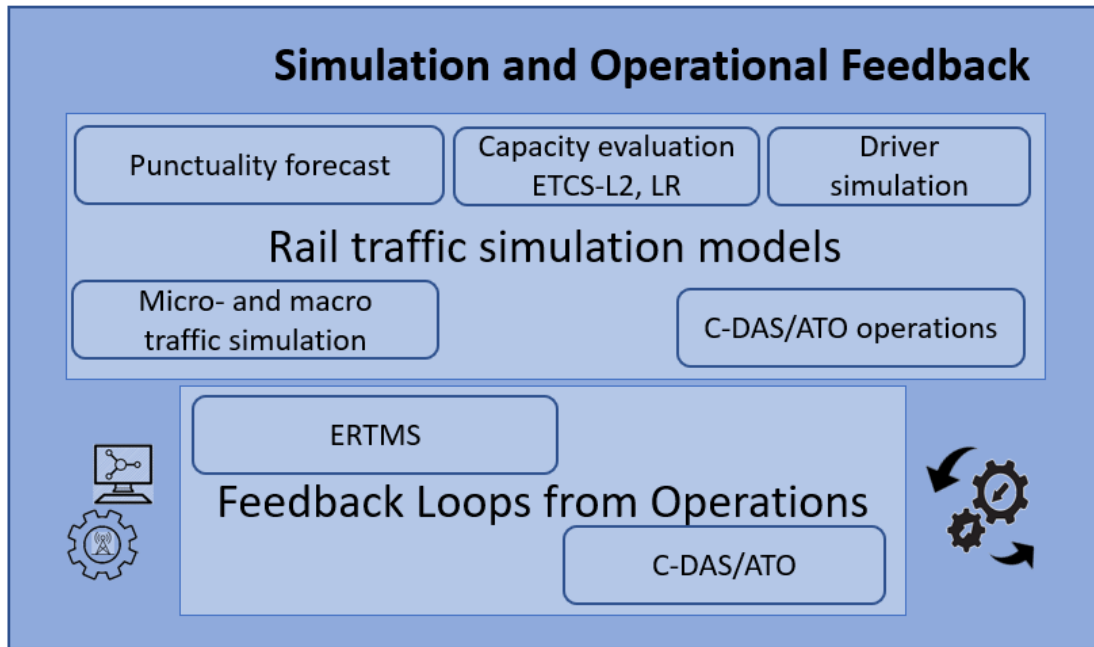 Simulation and Operational Feedback
Punctuality forecast
Capacity evaluation
ETCS-L2, LR
Driver
simulation
Rail traffic simulation models
Micro- and macro
traffic simulation
C-DAS/ATO operations
ERTMS
Feedback Loops from Operations
C-DAS/ATO